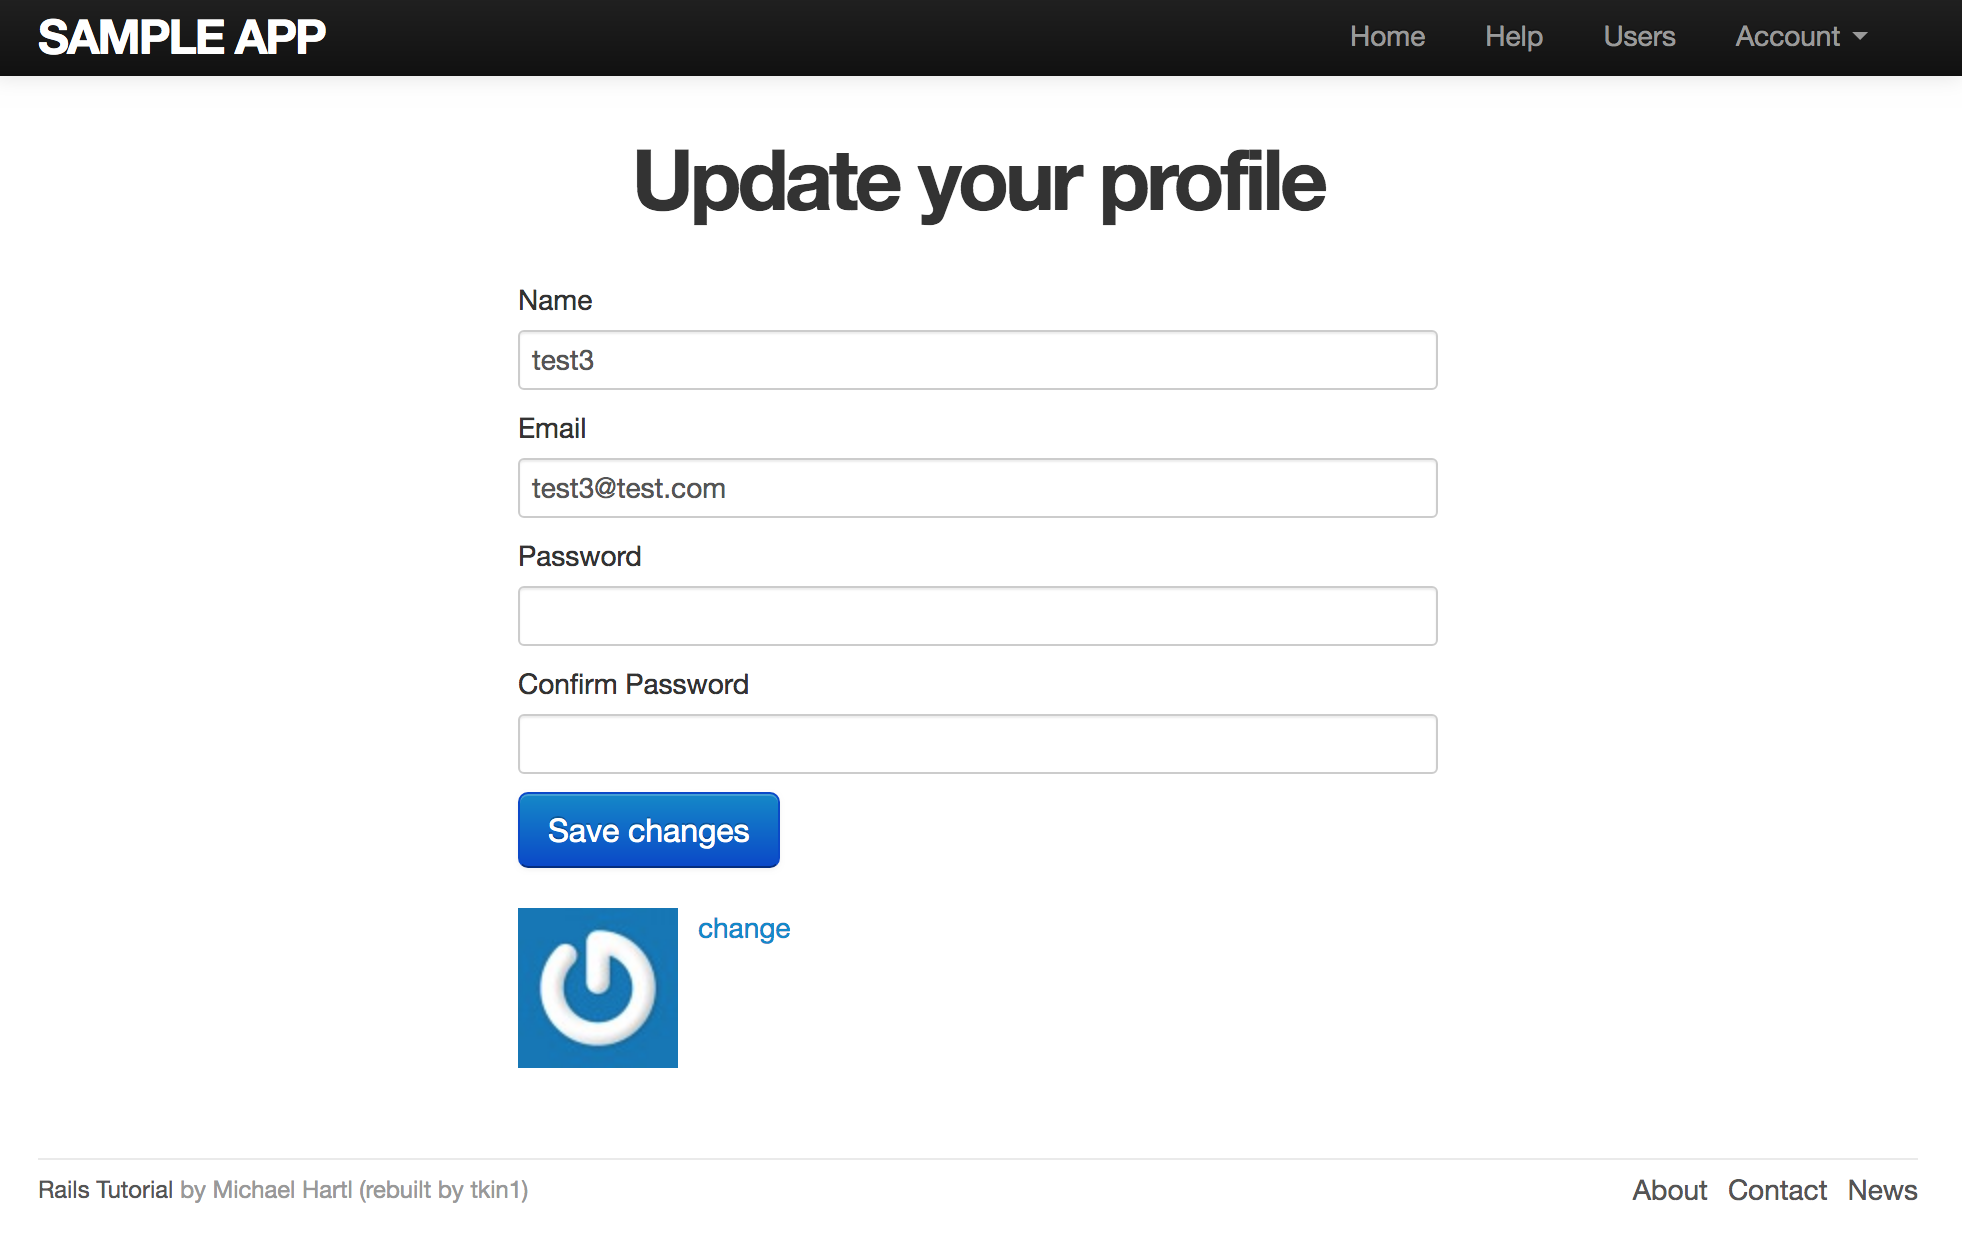 SAMPLE APP Home Help Users Account
Update your profile
Name
test3
Email
test3@test.com
Password
Confirm Password
Save changes
change
Rails Tutorial by Michael Hartl (rebuilt by tkin1) About Contact News